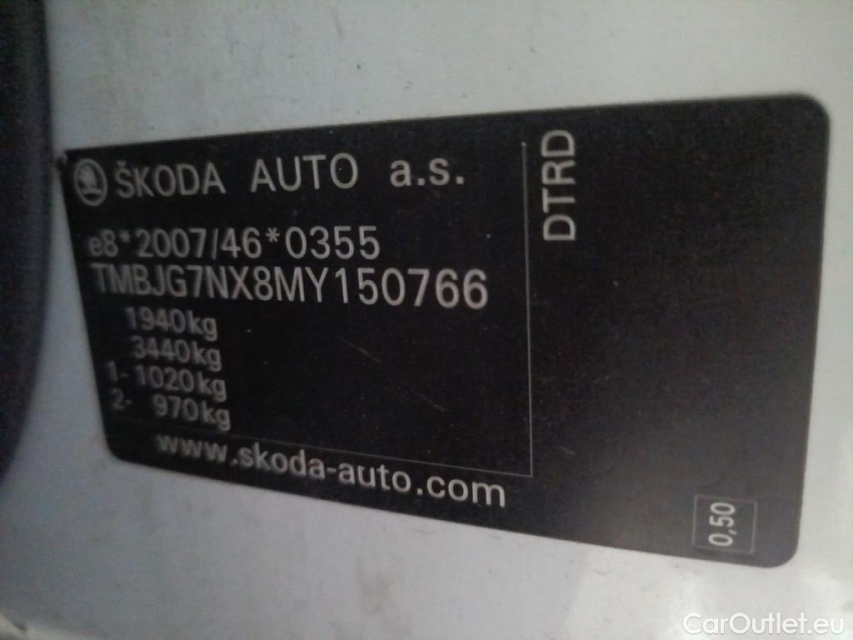 ŠKODA AUTO a.s.
e8*2007/46*0355
TMBJG7NX8MY150766
1940kg
3440kg
1- 1020kg
2- 970kg
www.skoda-auto.com
DTRD
0,50
CarOutlet.eu